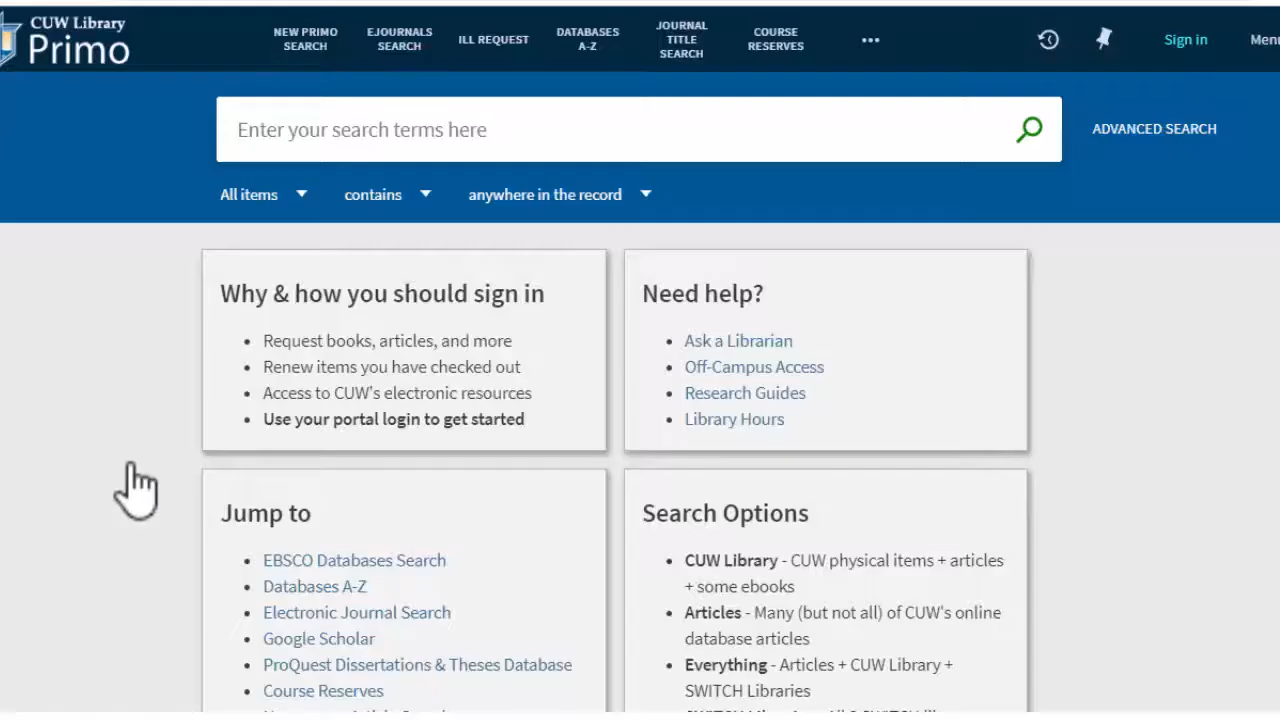 CUW Library
Primo
NEW PRIMO
SEARCH
EJOURNALS
SEARCH
ILL REQUEST
DATABASES
A-Z
JOURNAL
TITLE
SEARCH
COURSE
RESERVES
•••
Sign in
Enter your search terms here
ADVANCED SEARCH
All items
contains
anywhere in the record
Why & how you should sign in
• Request books, articles, and more
• Renew items you have checked out
• Access to CUW's electronic resources
• Use your portal login to get started
Need help?
• Ask a Librarian
• Off-Campus Access
• Research Guides
• Library Hours
Jump to
• EBSCO Databases Search
• Databases A-Z
• Electronic Journal Search
• Google Scholar
• ProQuest Dissertations & Theses Database
• Course Reserves
Search Options
• CUW Library - CUW physical items + articles
+ some ebooks
• Articles - Many (but not all) of CUW's online
database articles
• Everything - Articles + CUW Library +
SWITCH Libraries